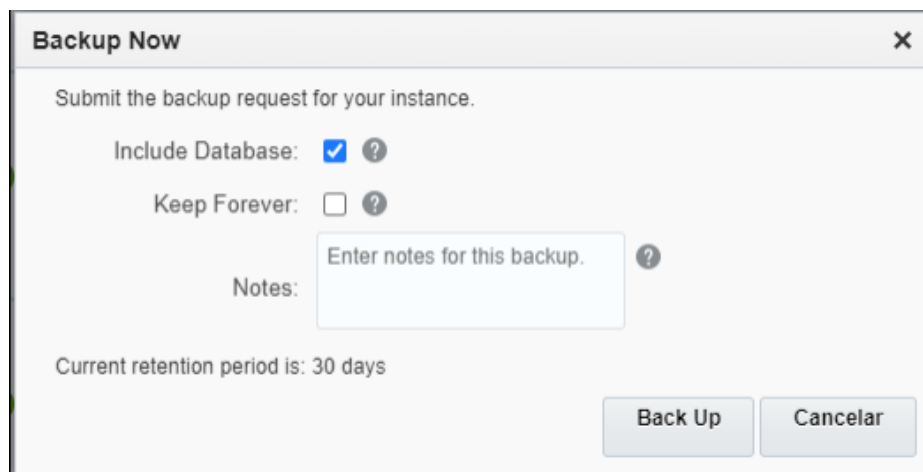 Backup Now
Submit the backup request for your instance.
Include Database:
Keep Forever:
Enter notes for this backup.
Notes:
Current retention period is: 30 days
Back Up Cancelar